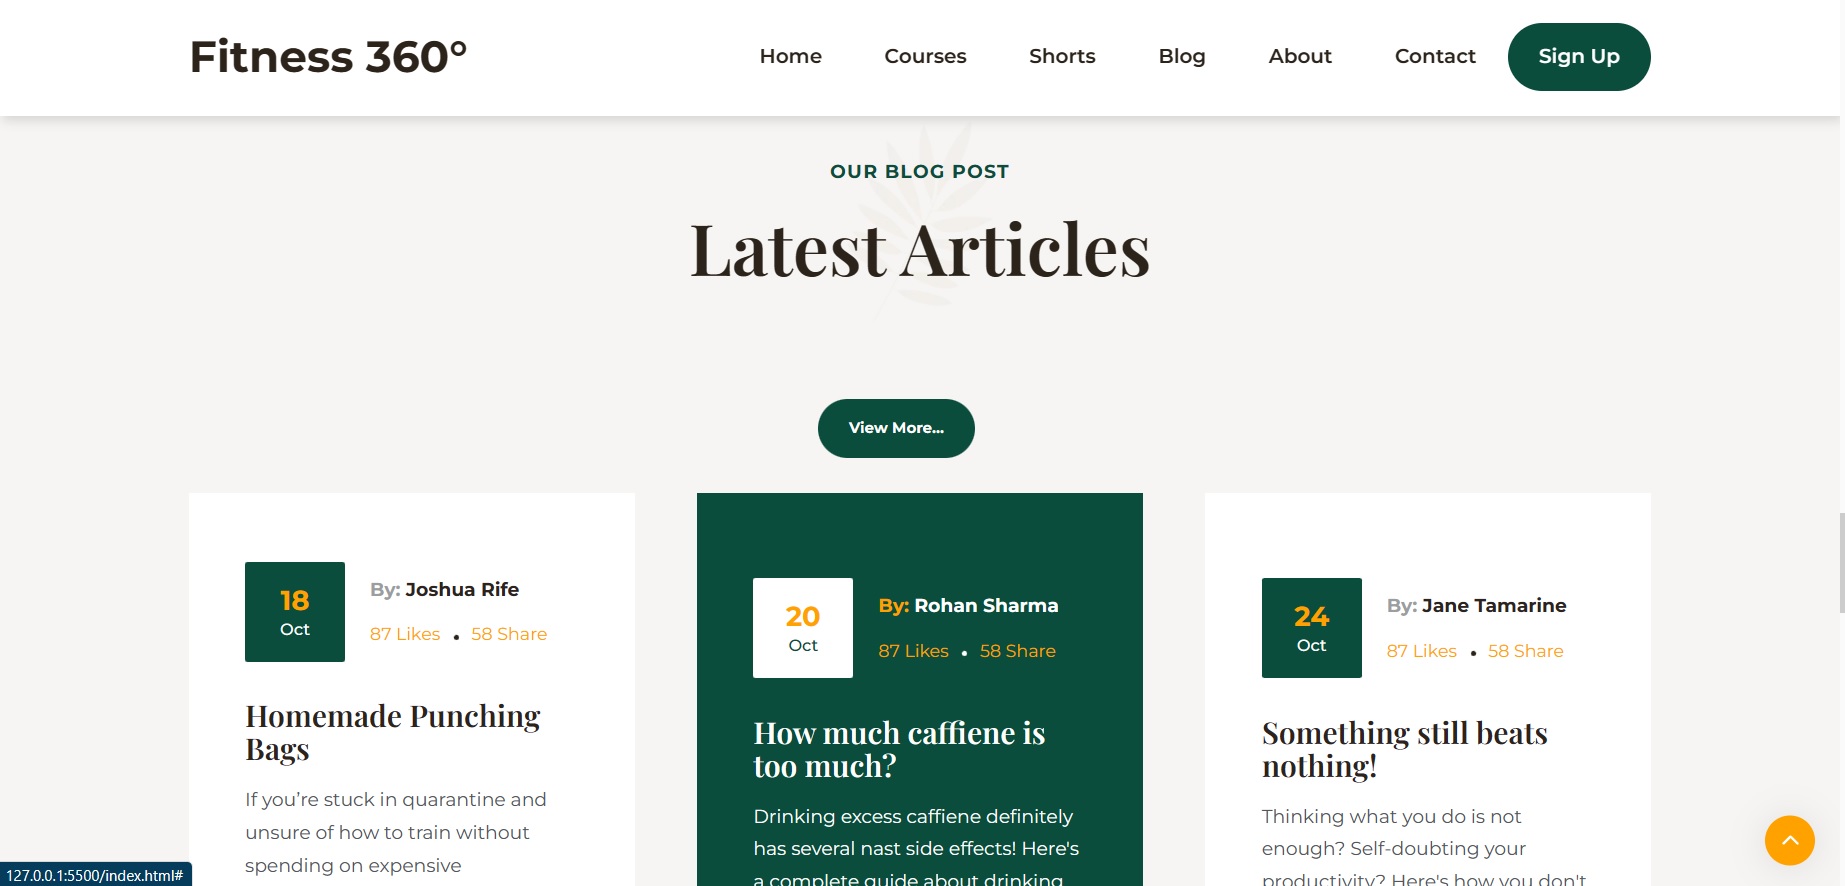 Fitness 360°
Home Courses Shorts Blog About Contact Sign Up
OUR BLOG POST
Latest Articles
View More...
18
Oct
By: Joshua Rife
87 Likes • 58 Share
Homemade Punching
Bags
If you’re stuck in quarantine and
unsure of how to train without
spending on expensive
20
Oct
By: Rohan Sharma
87 Likes • 58 Share
How much caffiene is
too much?
Drinking excess caffiene definitely
has several nast side effects! Here's
a complete guide about drinking
24
Oct
By: Jane Tamarine
87 Likes • 58 Share
Something still beats
nothing!
Thinking what you do is not
enough? Self-doubting your
productivity? Here's how you don't
127.0.0.1:5500/index.html#